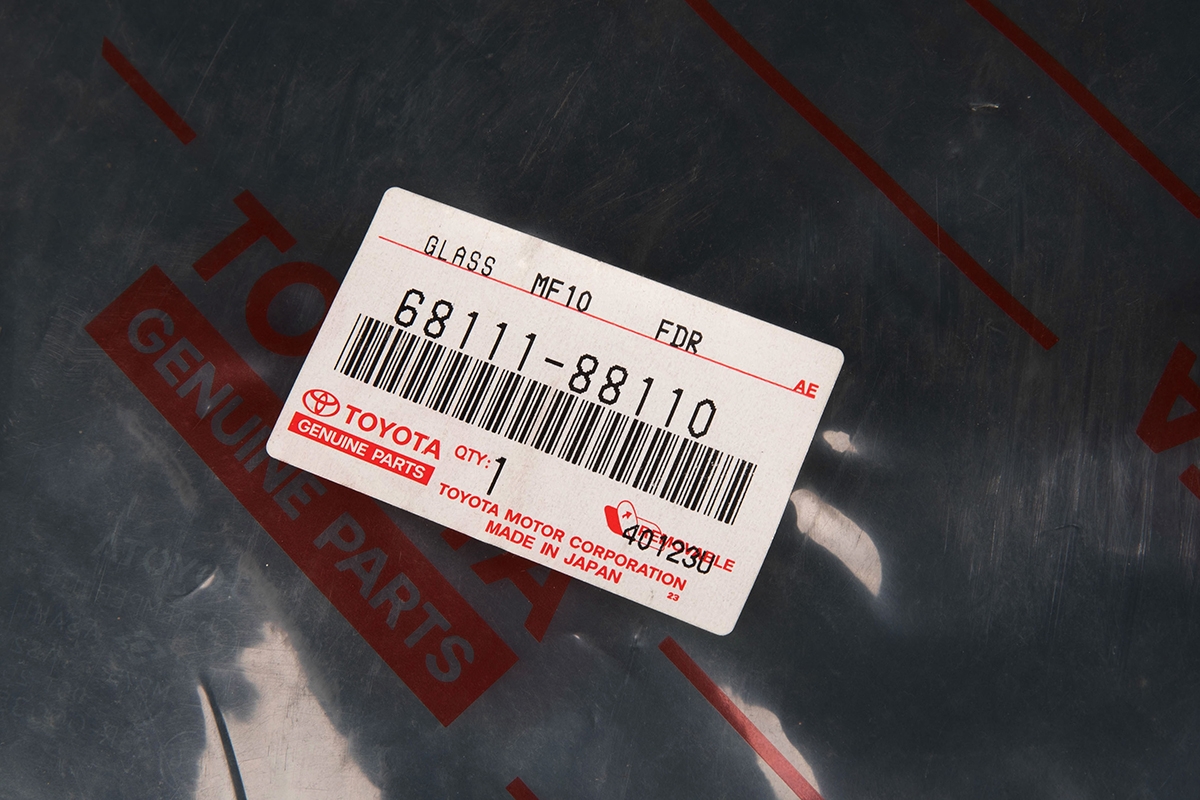 GLASS MF10 FDR
AE
68111-88110
TOYOTA
GENUINE PARTS
QTY: 1
TOYOTA MOTOR CORPORATION
MADE IN JAPAN
REMOVABLE
401230
23
TOYOTA
GENUINE PARTS
A